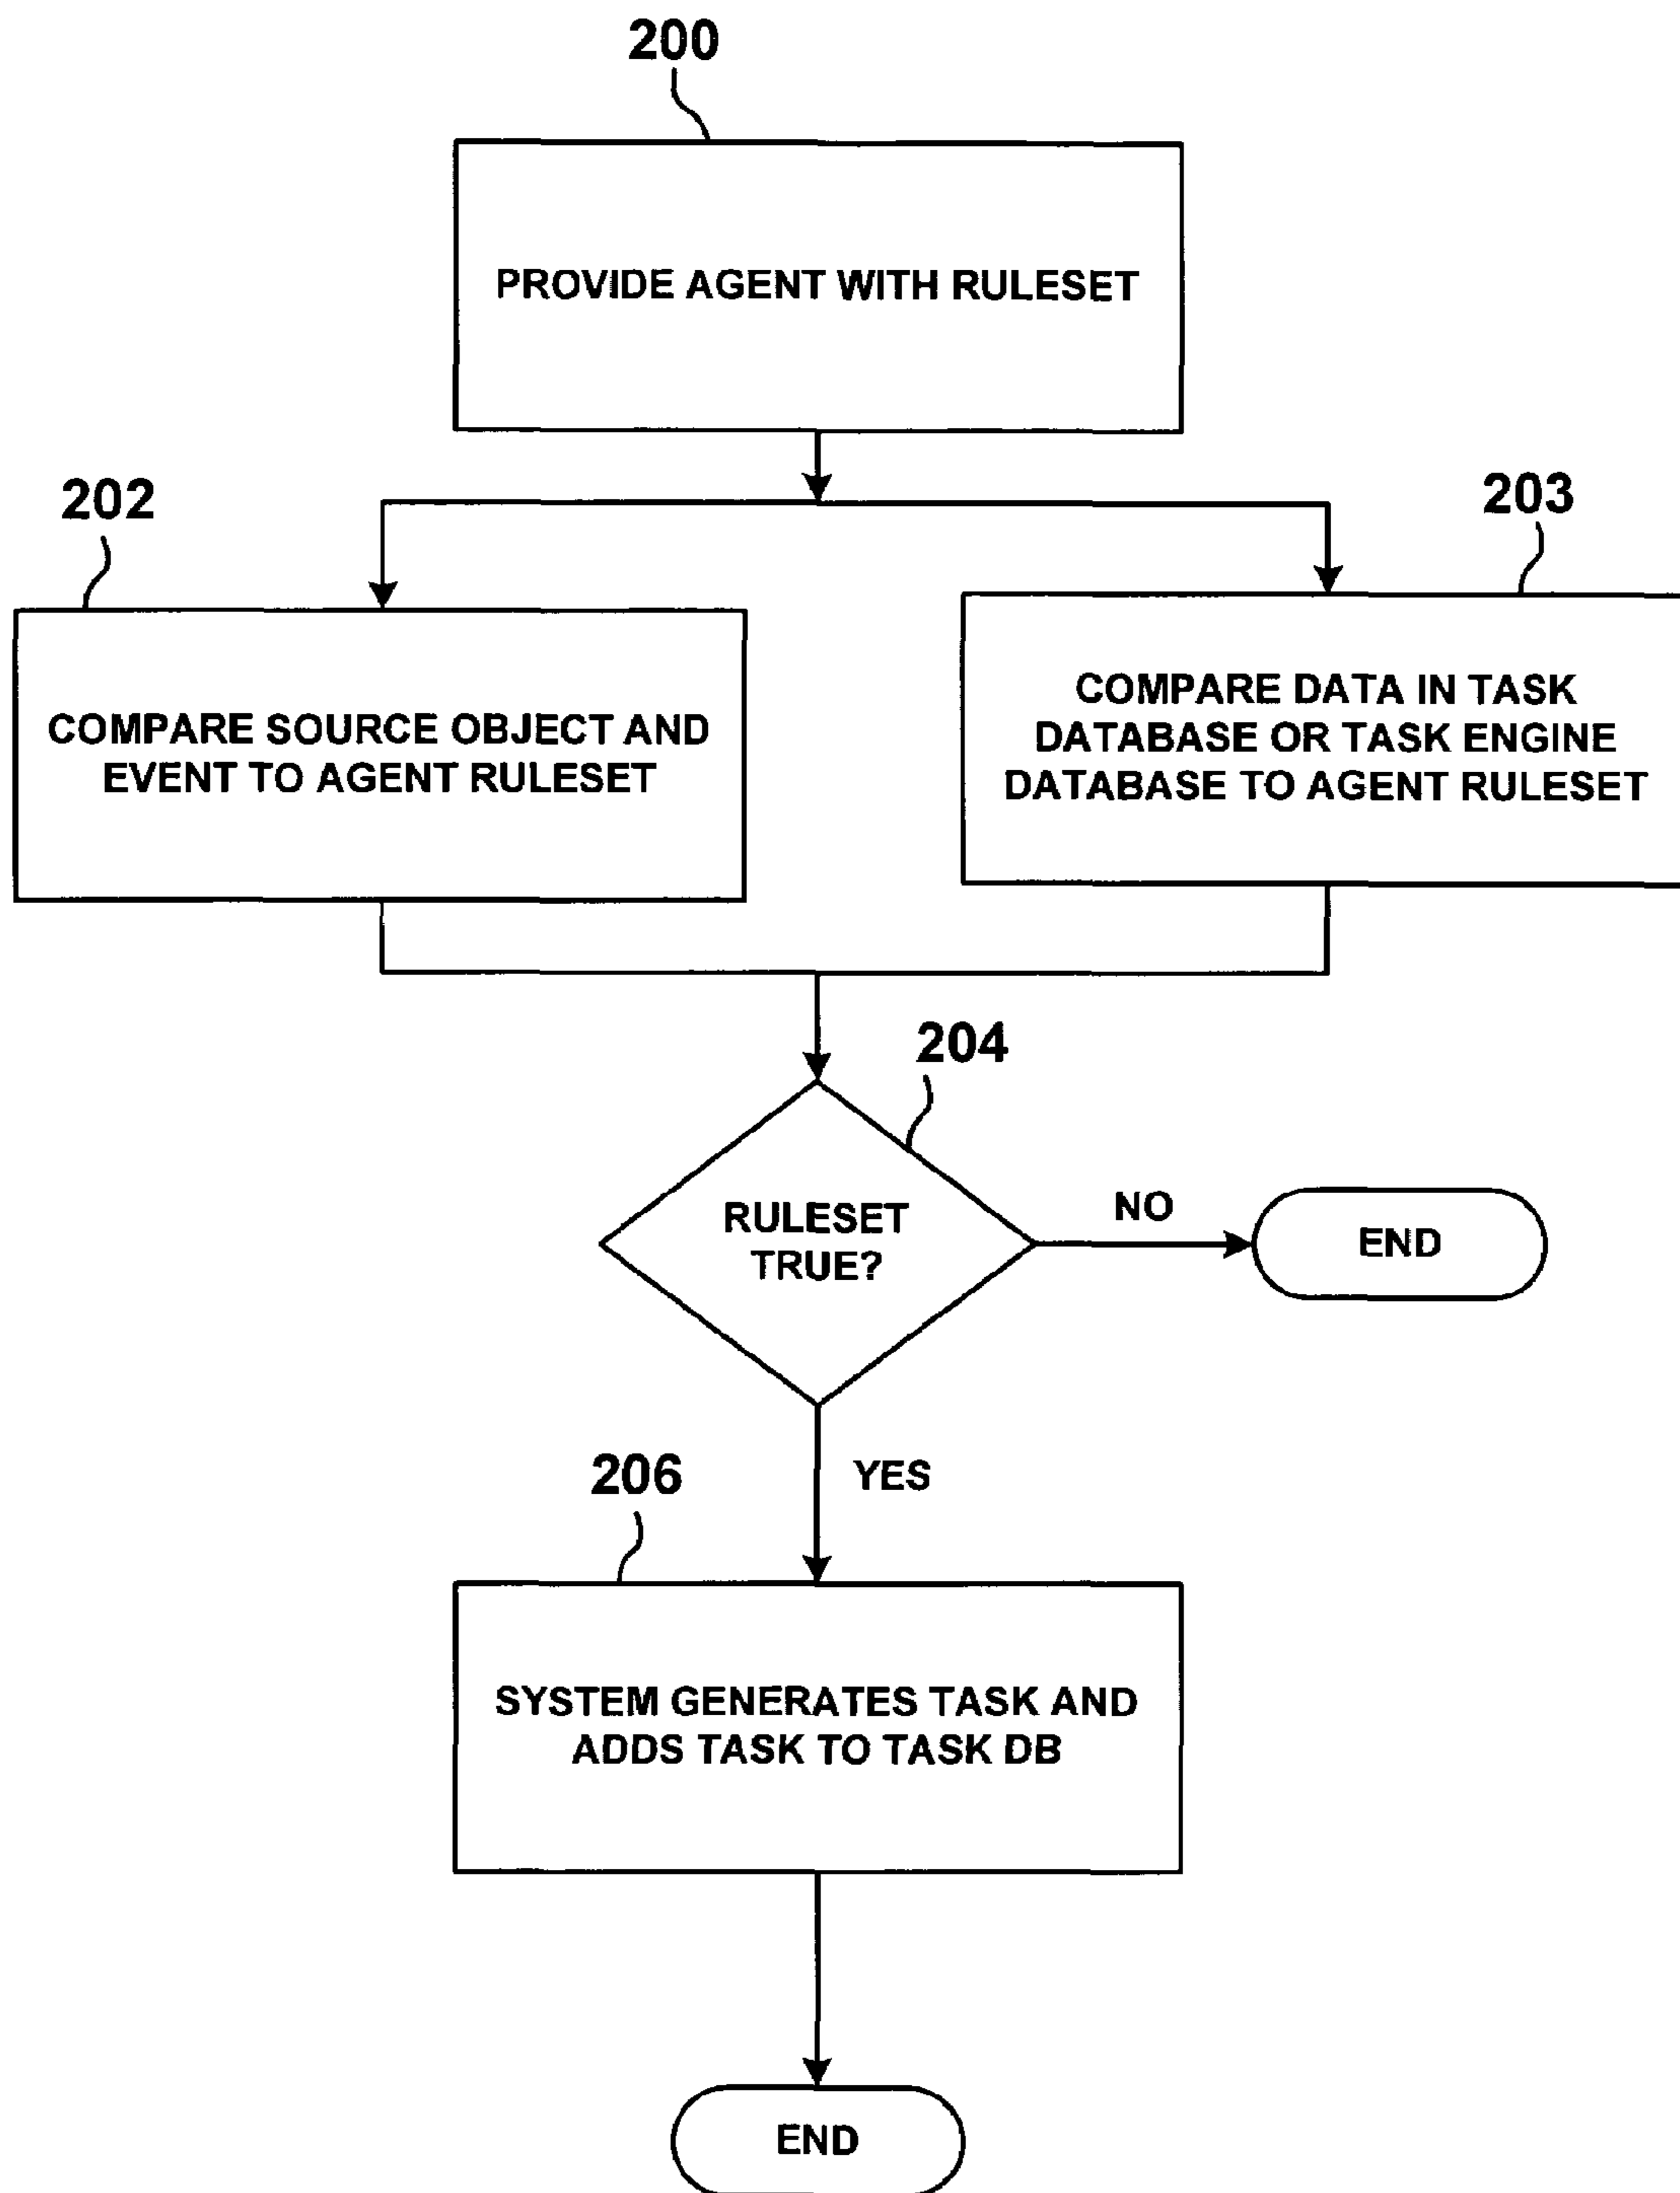 200
PROVIDE AGENT WITH RULESET
202
203
COMPARE SOURCE OBJECT AND
EVENT TO AGENT RULESET
COMPARE DATA IN TASK
DATABASE OR TASK ENGINE
DATABASE TO AGENT RULESET
204
RULESET
TRUE?
NO
END
YES
206
SYSTEM GENERATES TASK AND
ADDS TASK TO TASK DB
END